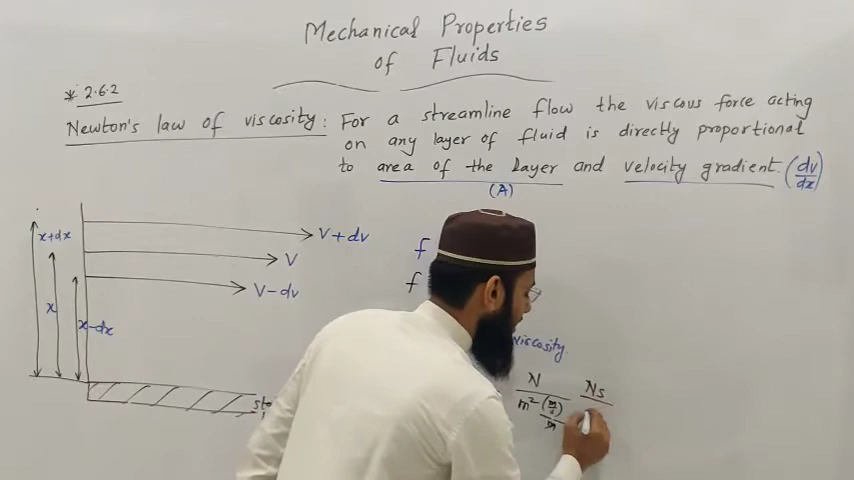 Mechanical Properties
of Fluids
* 2.6.2
Newton's law of viscosity: For a streamline flow the viscous force acting
on any layer of fluid is directly proportional
to area of the layer and velocity gradient. (dv/dx)
(A)
x+dx
V+dv
f
V
f
x
V-dv
x-dx
viscosity.
N
Ns
m² (m/s)
m